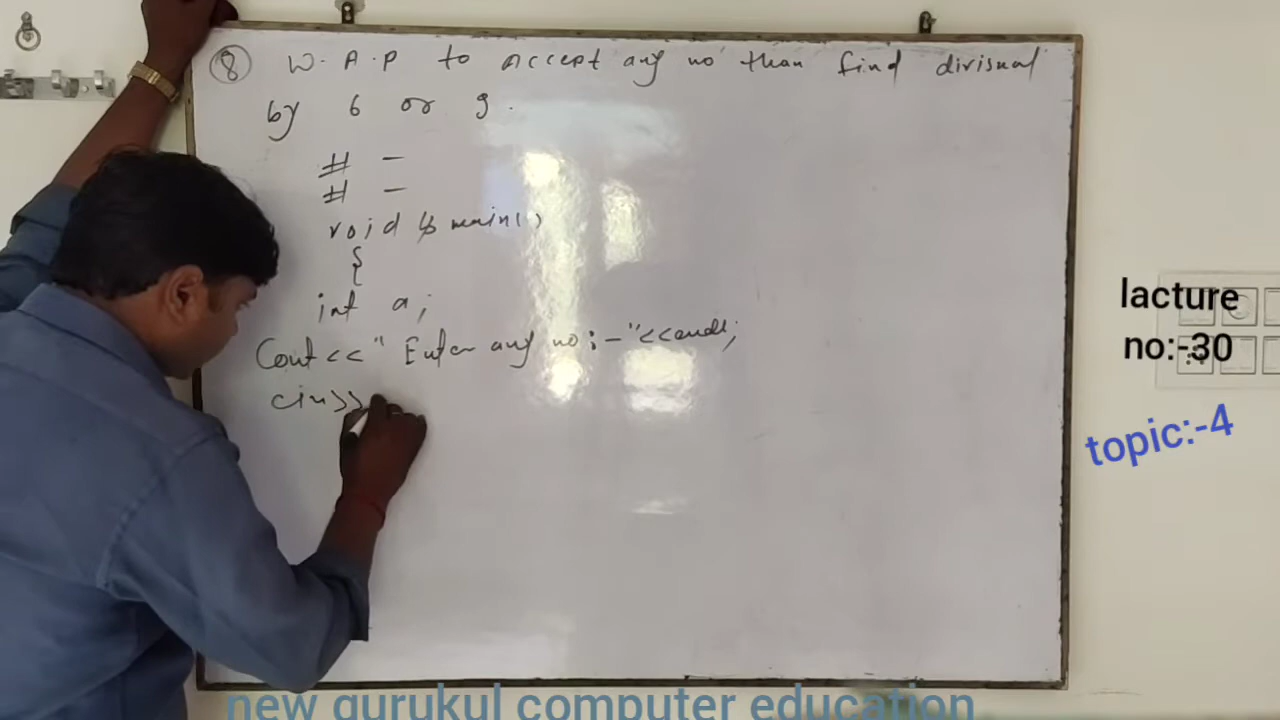 8 W.A.P to Accept any no than find divisual
by 6 or 9.
# —
# —
void main()
{
int a;
Cout<<" Enter any no:-"<<endl;
cin>>
lacture
no:-30
topic:-4
new gurukul computer education